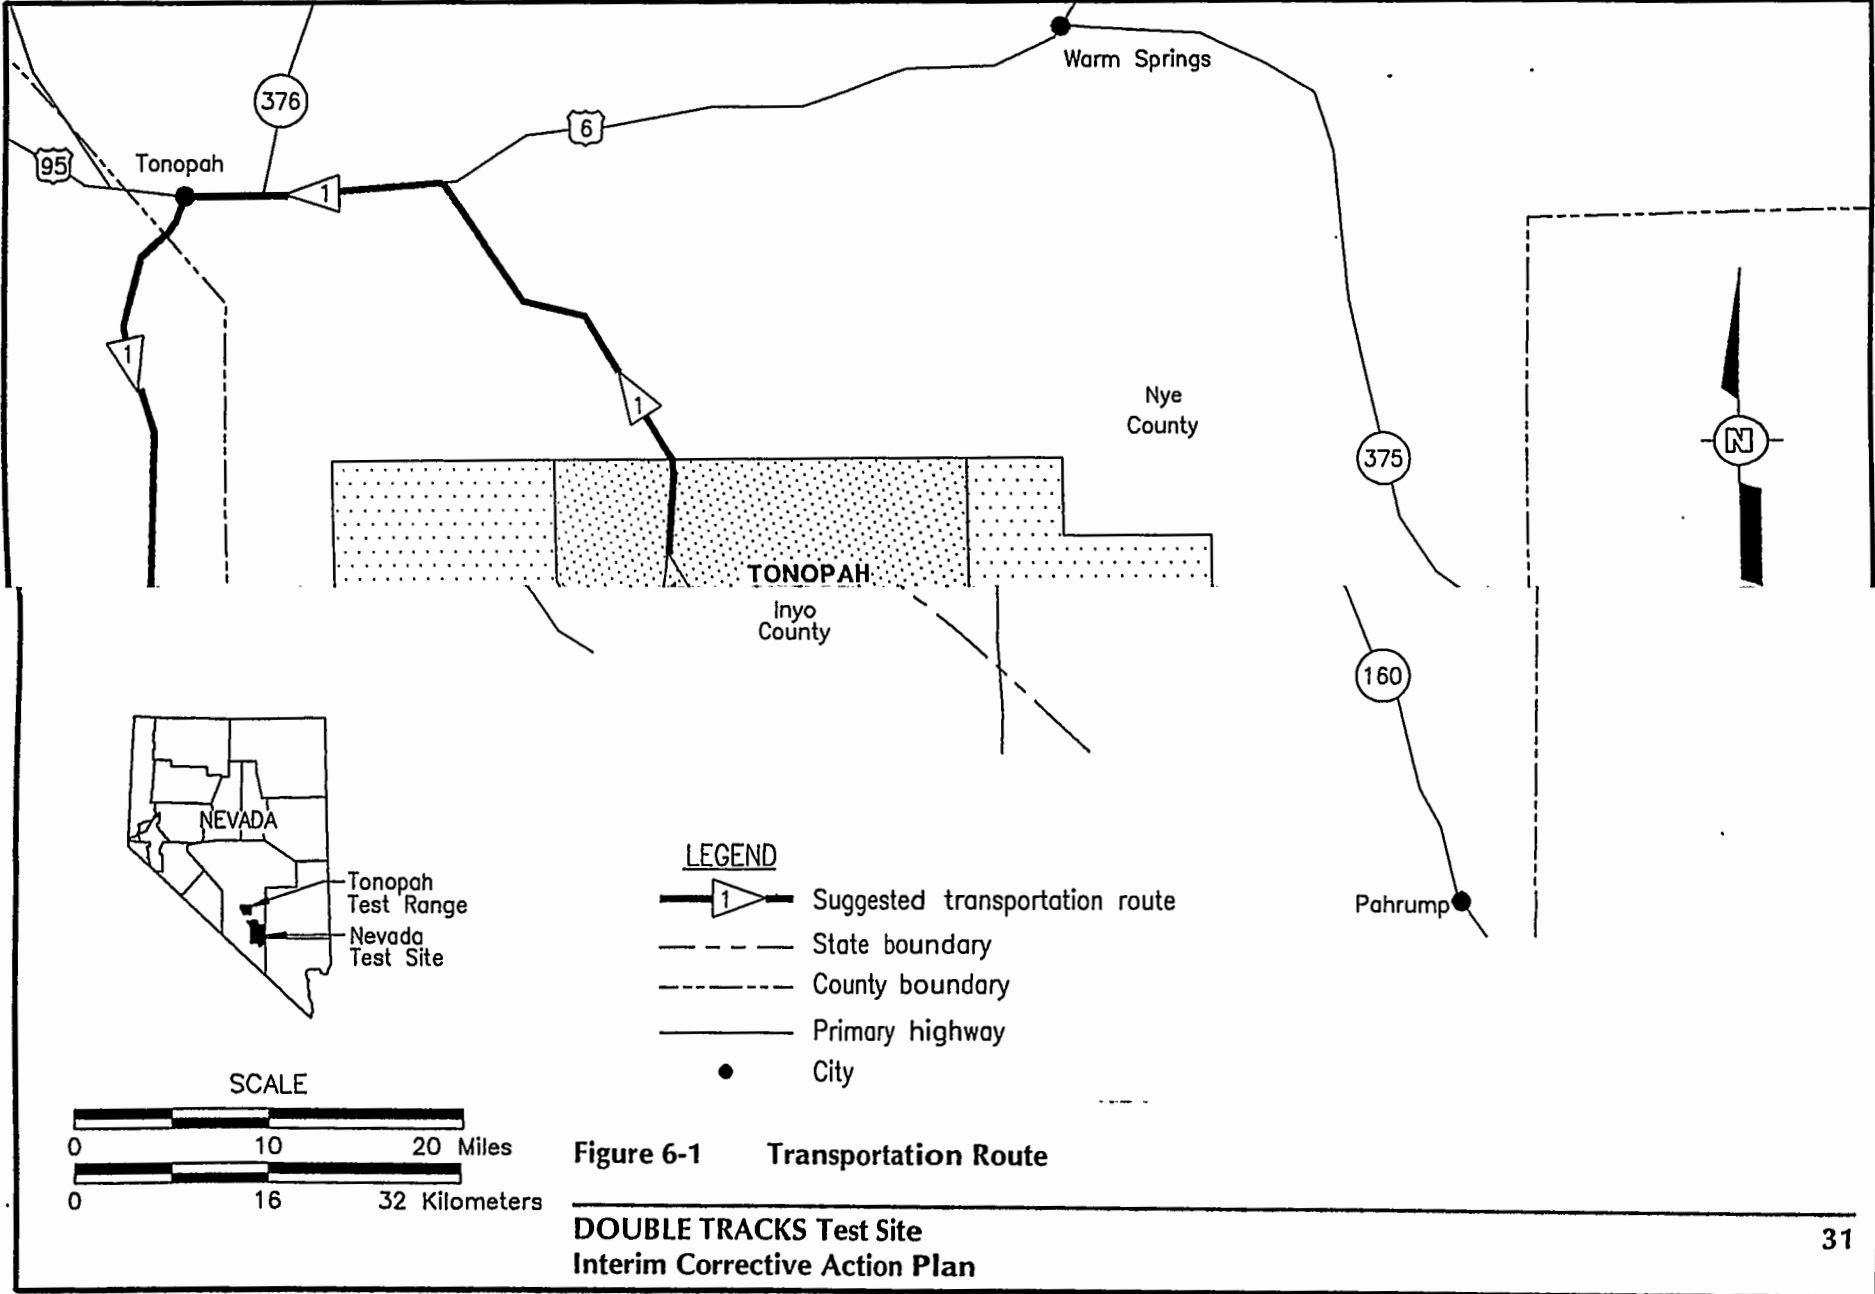 Warm Springs
376
6
95
Tonopah
1
1
1
Nye
County
375
N
TONOPAH
Inyo
County
160
NEVADA
Tonopah
Test Range
Nevada
Test Site
Pahrump
LEGEND
1 Suggested transportation route
State boundary
County boundary
Primary highway
City
SCALE
0 10 20 Miles
0 16 32 Kilometers
Figure 6-1 Transportation Route
DOUBLE TRACKS Test Site
Interim Corrective Action Plan
31